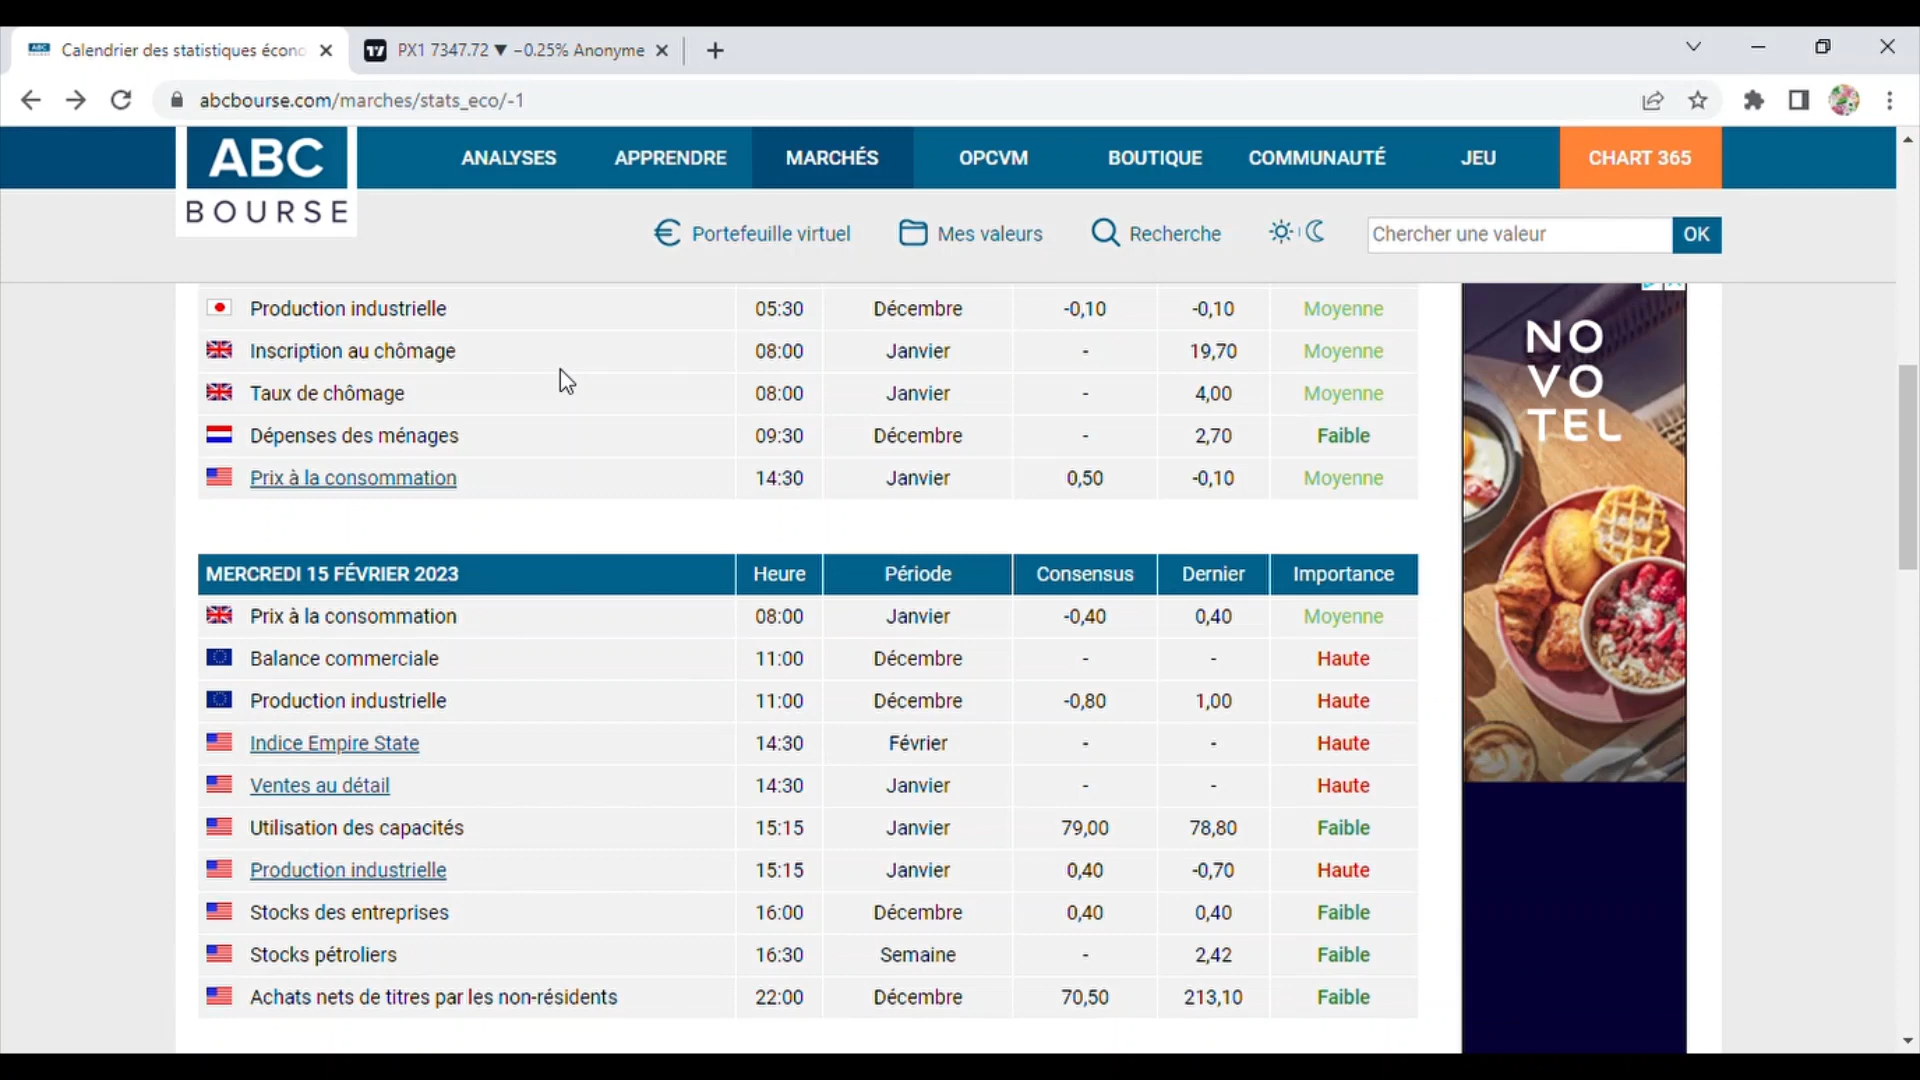 Calendrier des statistiques écono
PX1 7347.72 ▼ −0.25% Anonyme
abcbourse.com/marches/stats_eco/-1
ABC
BOURSE
ANALYSES
APPRENDRE
MARCHÉS
OPCVM
BOUTIQUE
COMMUNAUTÉ
JEU
CHART 365
Portefeuille virtuel
Mes valeurs
Recherche
Chercher une valeur
OK
Production industrielle 05:30 Décembre -0,10 -0,10 Moyenne
Inscription au chômage 08:00 Janvier - 19,70 Moyenne
Taux de chômage 08:00 Janvier - 4,00 Moyenne
Dépenses des ménages 09:30 Décembre - 2,70 Faible
Prix à la consommation 14:30 Janvier 0,50 -0,10 Moyenne
MERCREDI 15 FÉVRIER 2023 Heure Période Consensus Dernier Importance
Prix à la consommation 08:00 Janvier -0,40 0,40 Moyenne
Balance commerciale 11:00 Décembre - - Haute
Production industrielle 11:00 Décembre -0,80 1,00 Haute
Indice Empire State 14:30 Février - - Haute
Ventes au détail 14:30 Janvier - - Haute
Utilisation des capacités 15:15 Janvier 79,00 78,80 Faible
Production industrielle 15:15 Janvier 0,40 -0,70 Haute
Stocks des entreprises 16:00 Décembre 0,40 0,40 Faible
Stocks pétroliers 16:30 Semaine - 2,42 Faible
Achats nets de titres par les non-résidents 22:00 Décembre 70,50 213,10 Faible
NO
VO
TEL